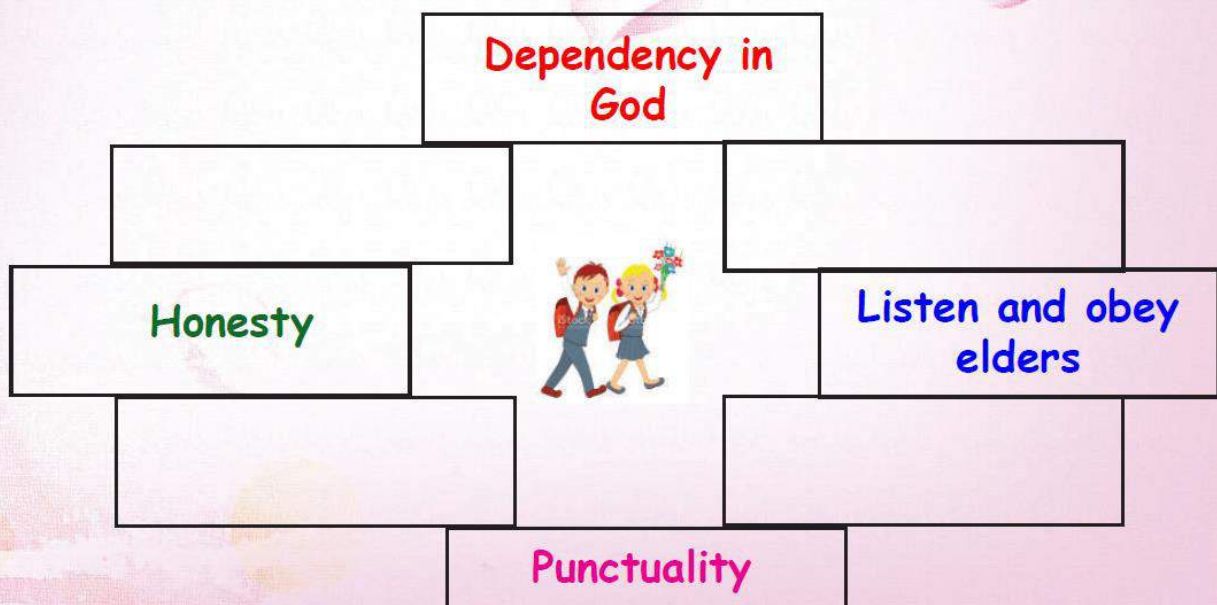 Dependency in
God
Honesty
Listen and obey
elders
Punctuality